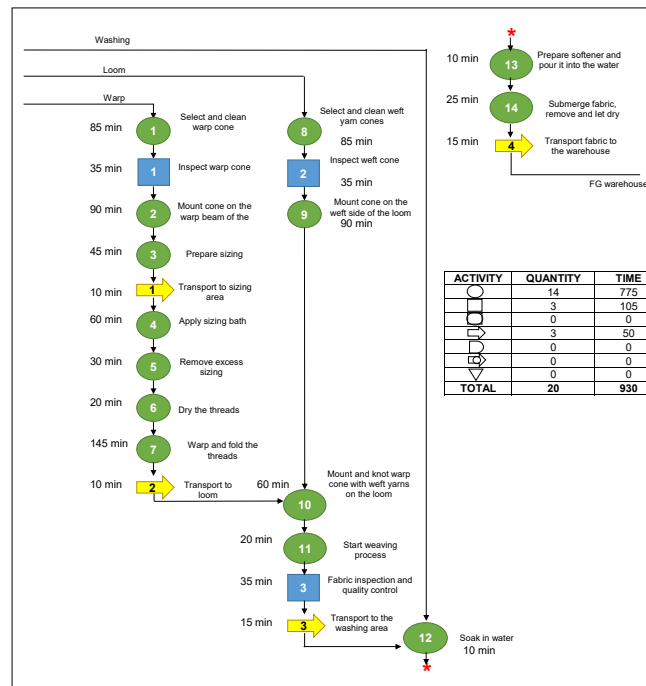 Washing
Loom
Warp
85 min
1
Select and clean
warp cone
35 min
1
Inspect warp cone
90 min
2
Mount cone on the
warp beam of the
45 min
3
Prepare sizing
10 min
1
Transport to sizing
area
60 min
4
Apply sizing bath
30 min
5
Remove excess
sizing
20 min
6
Dry the threads
145 min
7
Warp and fold the
threads
10 min
2
Transport to
loom
8
Select and clean weft
yarn cones
85 min
2
Inspect weft cone
35 min
9
Mount cone on the
weft side of the loom
90 min
60 min
10
Mount and knot warp
cone with weft yarns
on the loom
20 min
11
Start weaving
process
35 min
3
Fabric inspection and
quality control
15 min
3
Transport to the
washing area
12
Soak in water
10 min
*
*
10 min
13
Prepare softener and
pour it into the water
25 min
14
Submerge fabric,
remove and let dry
15 min
4
Transport fabric to
the warehouse
FG warehouse
ACTIVITY QUANTITY TIME
14 775
3 105
0 0
3 50
0 0
0 0
0 0
TOTAL 20 930